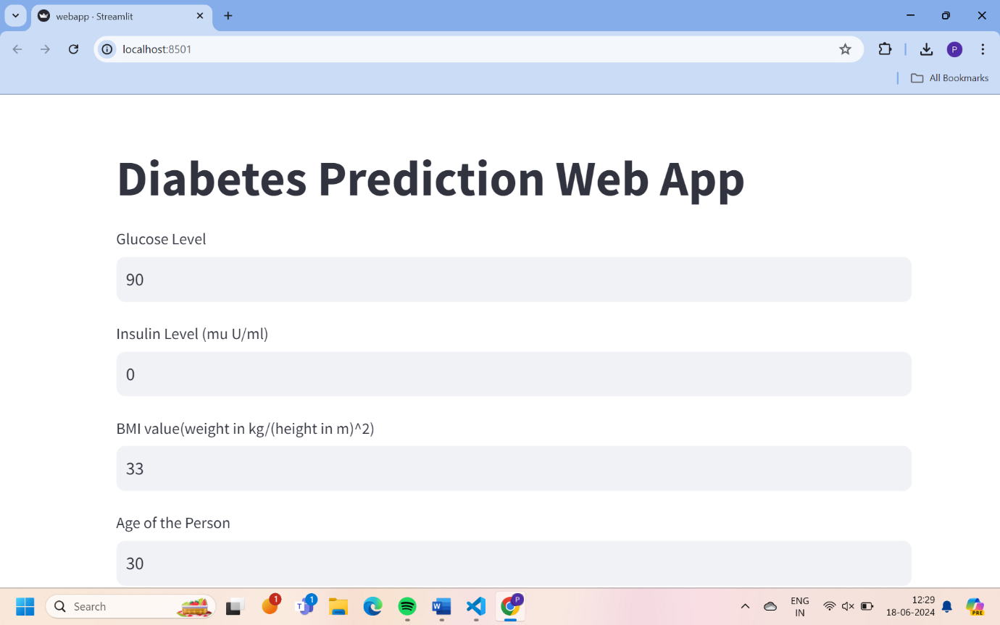 webapp · Streamlit
localhost:8501
P
All Bookmarks
Diabetes Prediction Web App
Glucose Level
90
Insulin Level (mu U/ml)
0
BMI value(weight in kg/(height in m)^2)
33
Age of the Person
30
Search
1
T
1
W
P
ENG
IN
12:29
18-06-2024
PRE